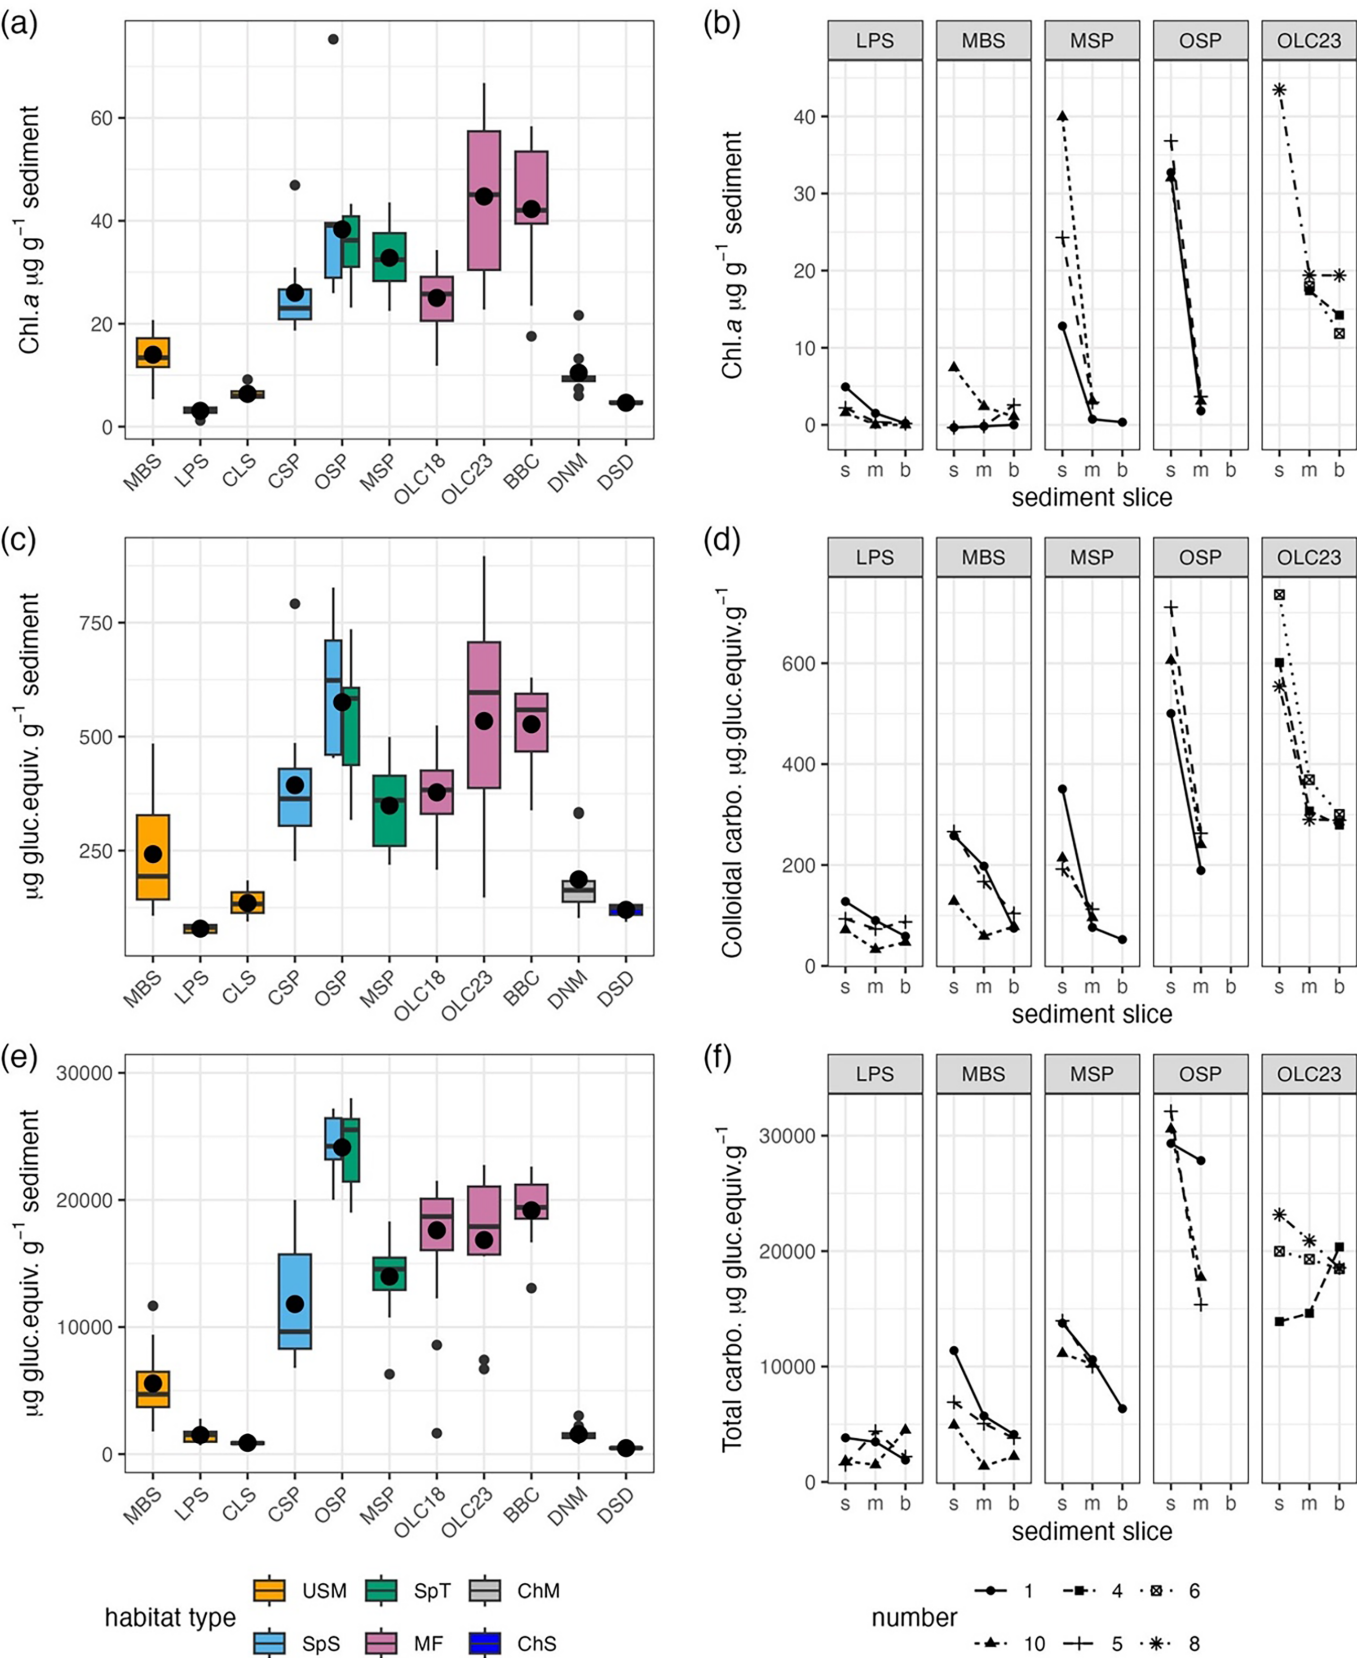 (a)
Chl.a µg g⁻¹ sediment
60
40
20
0
MBS LPS CLS CSP OSP MSP OLC18 OLC23 BBC DNM DSD
(b)
LPS MBS MSP OSP OLC23
Chl.a µg g⁻¹ sediment
40
30
20
10
0
s m b s m b s m b s m b s m b
sediment slice
(c)
µg gluc.equiv. g⁻¹ sediment
750
500
250
MBS LPS CLS CSP OSP MSP OLC18 OLC23 BBC DNM DSD
(d)
LPS MBS MSP OSP OLC23
Colloidal carbo. µg.gluc.equiv.g⁻¹
600
400
200
0
s m b s m b s m b s m b s m b
sediment slice
(e)
µg gluc.equiv. g⁻¹ sediment
30000
20000
10000
0
MBS LPS CLS CSP OSP MSP OLC18 OLC23 BBC DNM DSD
(f)
LPS MBS MSP OSP OLC23
Total carbo. µg gluc.equiv.g⁻¹
30000
20000
10000
0
s m b s m b s m b s m b s m b
sediment slice
habitat type
USM SpT ChM
SpS MF ChS
number
1 4 6
10 5 8